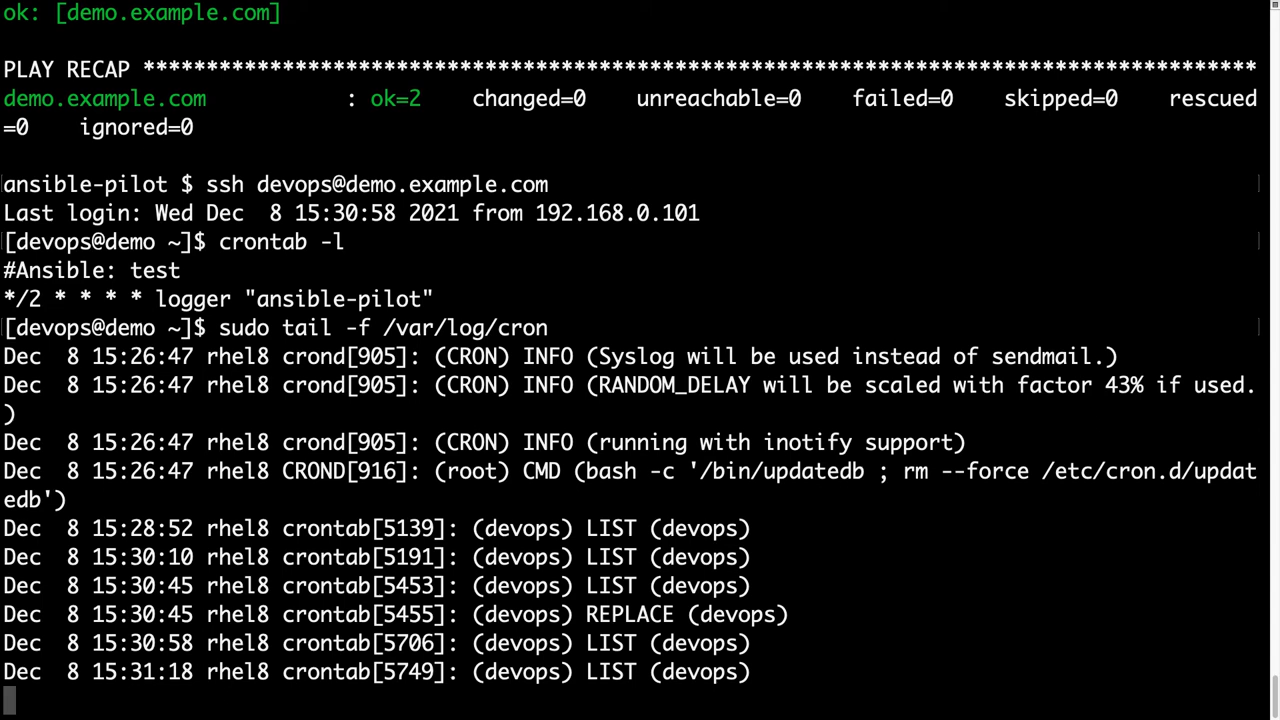 ok: [demo.example.com]
PLAY RECAP ****************************************************************************************
demo.example.com           : ok=2    changed=0    unreachable=0    failed=0    skipped=0    rescued
=0    ignored=0
ansible-pilot $ ssh devops@demo.example.com
Last login: Wed Dec  8 15:30:58 2021 from 192.168.0.101
[devops@demo ~]$ crontab -l
#Ansible: test
*/2 * * * * logger "ansible-pilot"
[devops@demo ~]$ sudo tail -f /var/log/cron
Dec  8 15:26:47 rhel8 crond[905]: (CRON) INFO (Syslog will be used instead of sendmail.)
Dec  8 15:26:47 rhel8 crond[905]: (CRON) INFO (RANDOM_DELAY will be scaled with factor 43% if used.
)
Dec  8 15:26:47 rhel8 crond[905]: (CRON) INFO (running with inotify support)
Dec  8 15:26:47 rhel8 CROND[916]: (root) CMD (bash -c '/bin/updatedb ; rm --force /etc/cron.d/updat
edb')
Dec  8 15:28:52 rhel8 crontab[5139]: (devops) LIST (devops)
Dec  8 15:30:10 rhel8 crontab[5191]: (devops) LIST (devops)
Dec  8 15:30:45 rhel8 crontab[5453]: (devops) LIST (devops)
Dec  8 15:30:45 rhel8 crontab[5455]: (devops) REPLACE (devops)
Dec  8 15:30:58 rhel8 crontab[5706]: (devops) LIST (devops)
Dec  8 15:31:18 rhel8 crontab[5749]: (devops) LIST (devops)